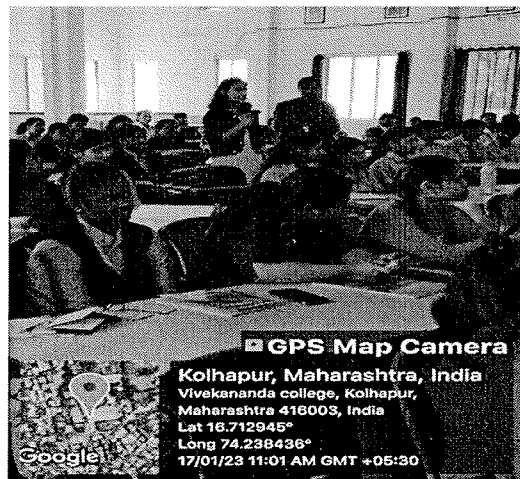 GPS Map Camera
Kolhapur, Maharashtra, India
Vivekananda college, Kolhapur,
Maharashtra 416003, India
Lat 16.712945°
Long 74.238436°
17/01/23 11:01 AM GMT +05:30
Google